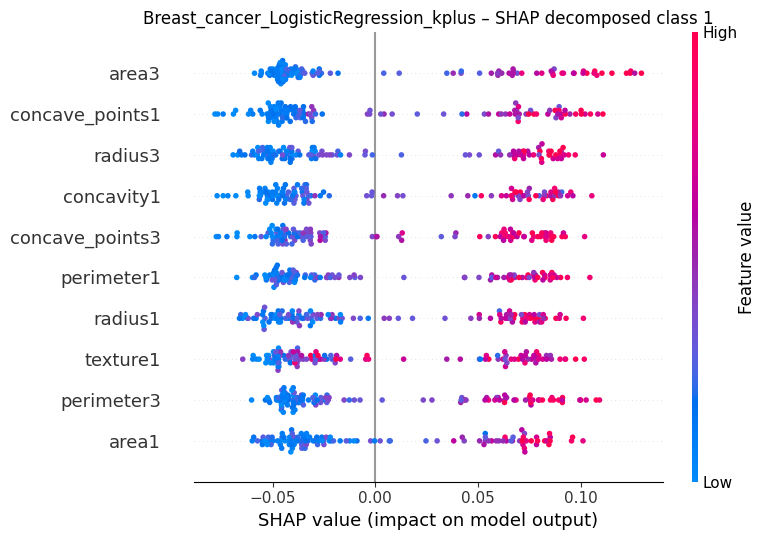 Breast_cancer_LogisticRegression_kplus – SHAP decomposed class 1
High
area3
concave_points1
radius3
concavity1
concave_points3
perimeter1
radius1
texture1
perimeter3
area1
Feature value
Low
−0.05 0.00 0.05 0.10
SHAP value (impact on model output)